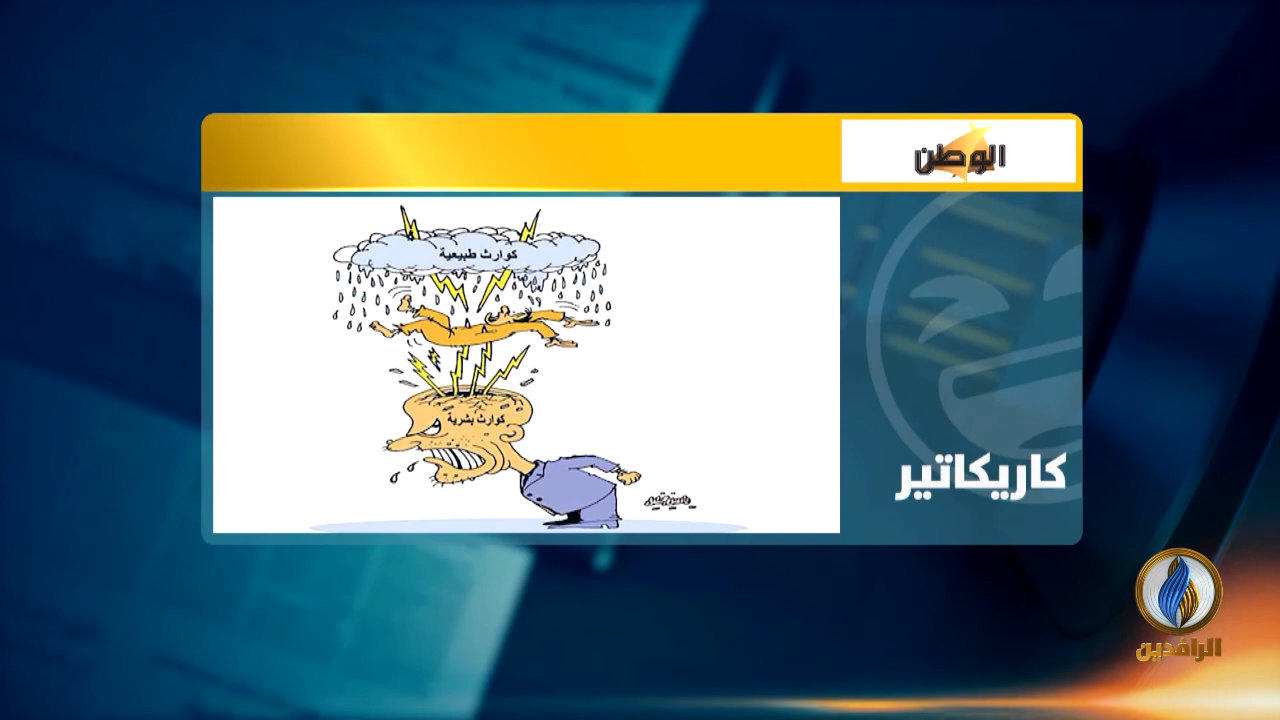 الوطن
كوارث طبيعية
كوارث بشرية
كاريكاتير
الرافدين